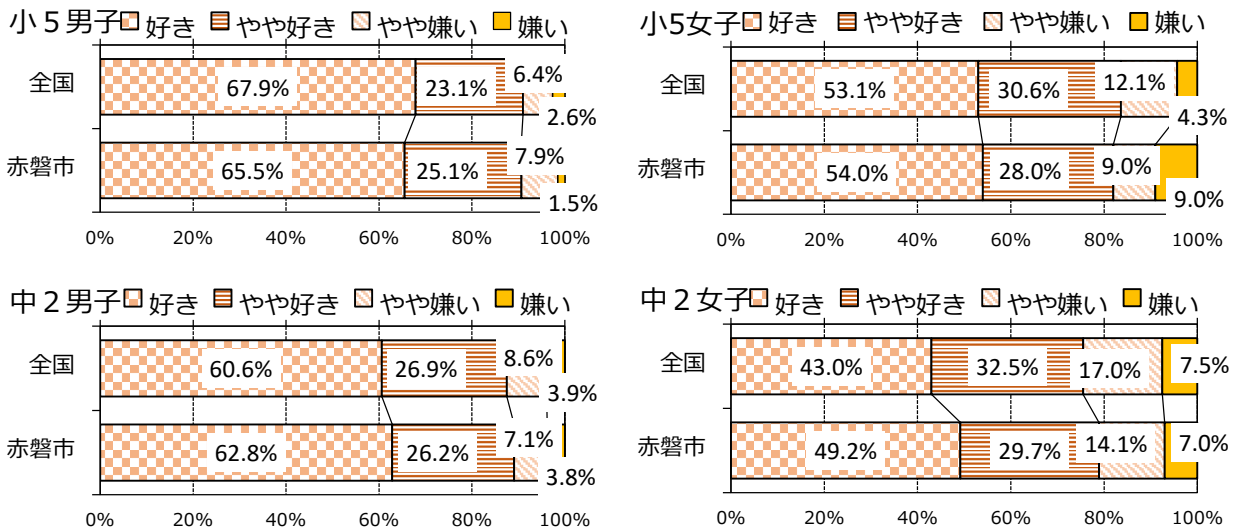 小５男子 好き やや好き やや嫌い 嫌い
全国 67.9% 23.1% 6.4% 2.6%
赤磐市 65.5% 25.1% 7.9% 1.5%
0% 20% 40% 60% 80% 100%
小5女子 好き やや好き やや嫌い 嫌い
全国 53.1% 30.6% 12.1% 4.3%
赤磐市 54.0% 28.0% 9.0% 9.0%
0% 20% 40% 60% 80% 100%
中２男子 好き やや好き やや嫌い 嫌い
全国 60.6% 26.9% 8.6% 3.9%
赤磐市 62.8% 26.2% 7.1% 3.8%
0% 20% 40% 60% 80% 100%
中２女子 好き やや好き やや嫌い 嫌い
全国 43.0% 32.5% 17.0% 7.5%
赤磐市 49.2% 29.7% 14.1% 7.0%
0% 20% 40% 60% 80% 100%